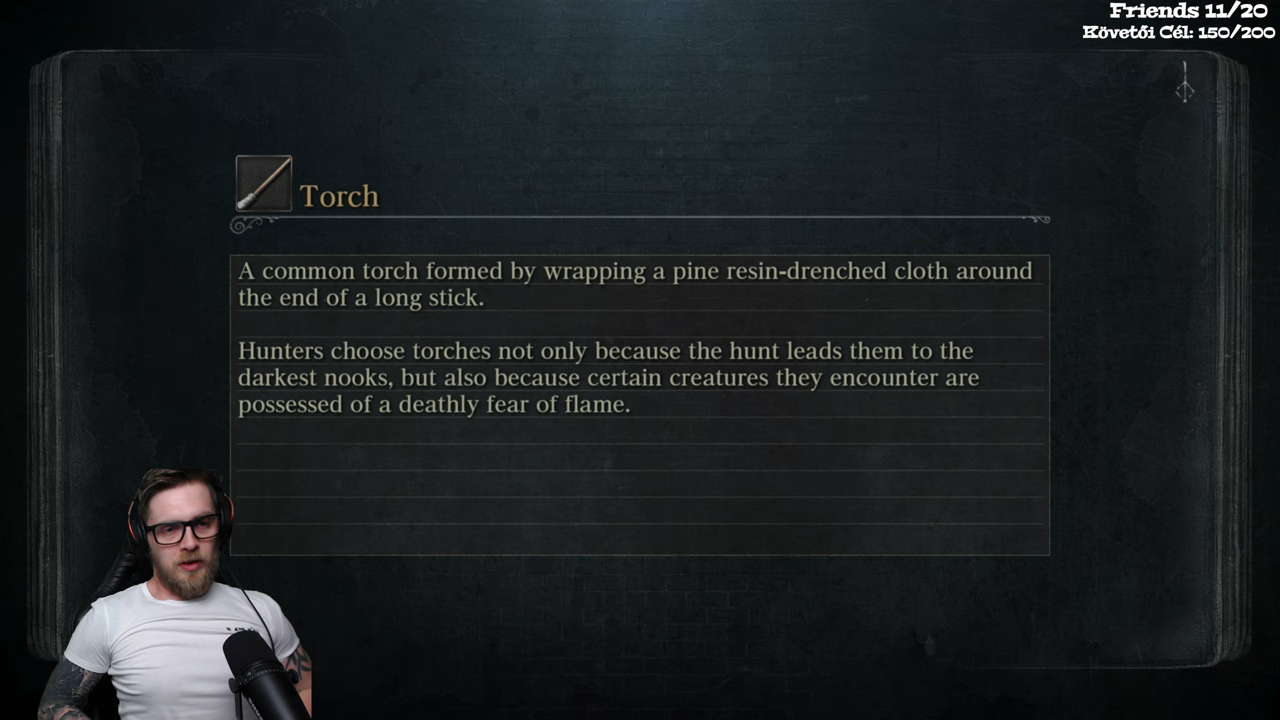 Friends 11/20
Követői Cél: 150/200
Torch
A common torch formed by wrapping a pine resin-drenched cloth around
the end of a long stick.
Hunters choose torches not only because the hunt leads them to the
darkest nooks, but also because certain creatures they encounter are
possessed of a deathly fear of flame.